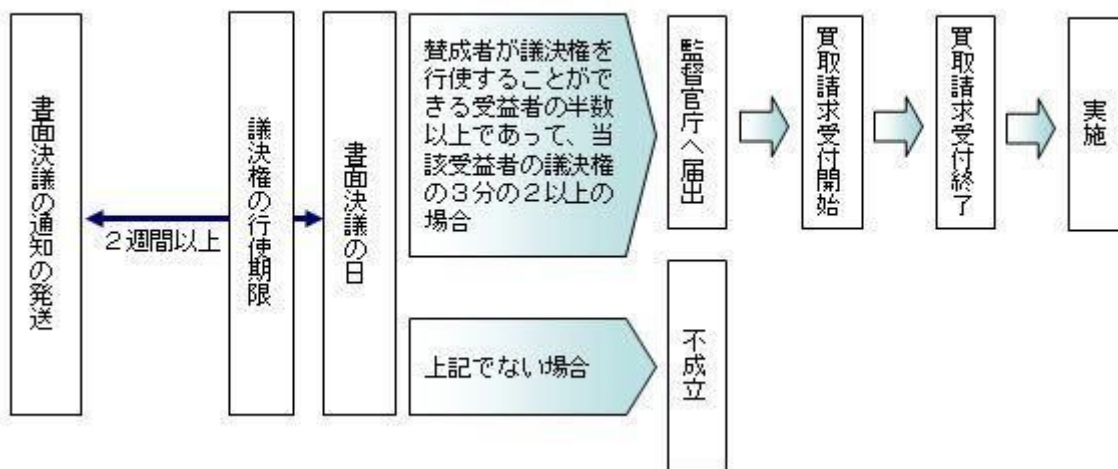 書面決議の通知の発送
２週間以上
議決権の行使期限
書面決議の日
賛成者が議決権を
行使することがで
きる受益者の半数
以上であって、当
該受益者の議決権
の３分の２以上の
場合
監督官庁へ届出
買取請求受付開始
買取請求受付終了
実施
上記でない場合
不成立